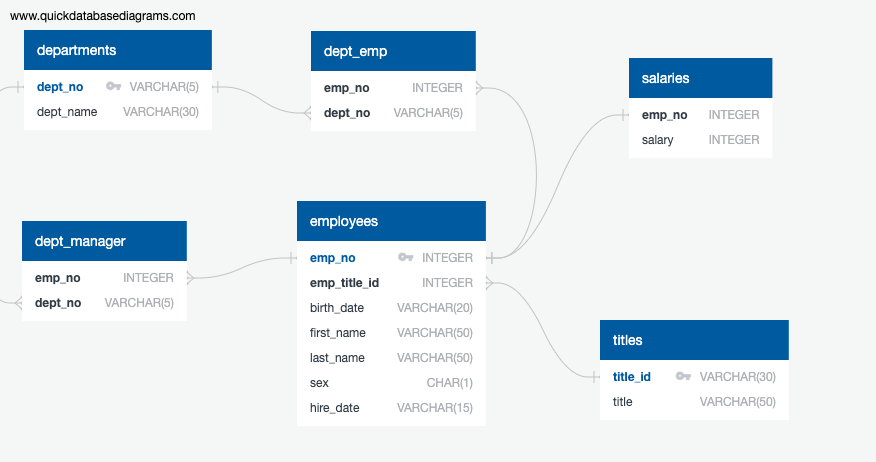 www.quickdatabasediagrams.com
departments
dept_no VARCHAR(5)
dept_name VARCHAR(30)
dept_emp
emp_no INTEGER
dept_no VARCHAR(5)
salaries
emp_no INTEGER
salary INTEGER
dept_manager
emp_no INTEGER
dept_no VARCHAR(5)
employees
emp_no INTEGER
emp_title_id INTEGER
birth_date VARCHAR(20)
first_name VARCHAR(50)
last_name VARCHAR(50)
sex CHAR(1)
hire_date VARCHAR(15)
titles
title_id VARCHAR(30)
title VARCHAR(50)